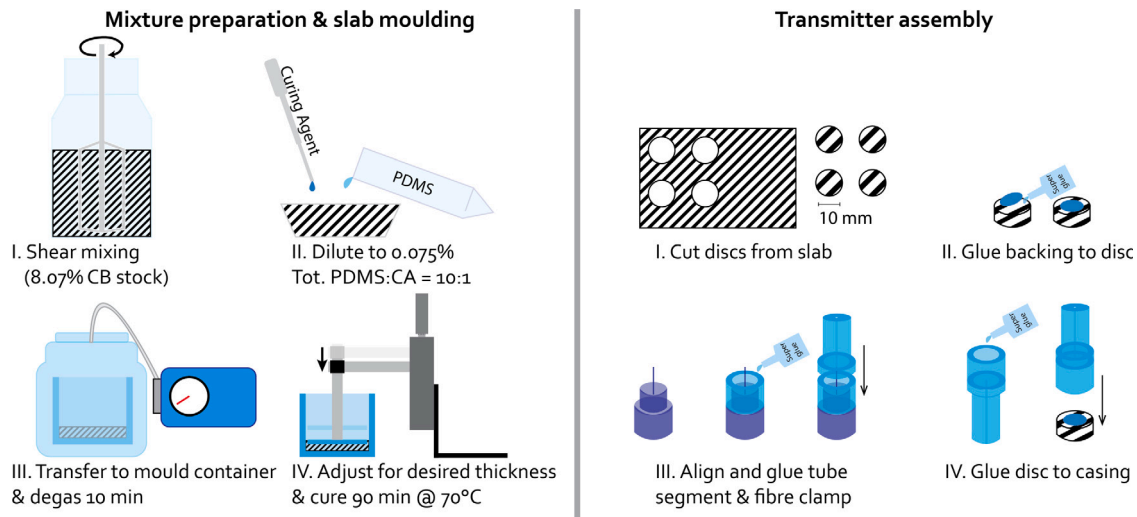 Mixture preparation & slab moulding
Curing Agent
PDMS
I. Shear mixing
(8.07% CB stock)
II. Dilute to 0.075%
Tot. PDMS:CA = 10:1
III. Transfer to mould container
& degas 10 min
IV. Adjust for desired thickness
& cure 90 min @ 70°C
Transmitter assembly
10 mm
Super
glue
I. Cut discs from slab
II. Glue backing to disc
Super
glue
Super
glue
III. Align and glue tube
segment & fibre clamp
IV. Glue disc to casing